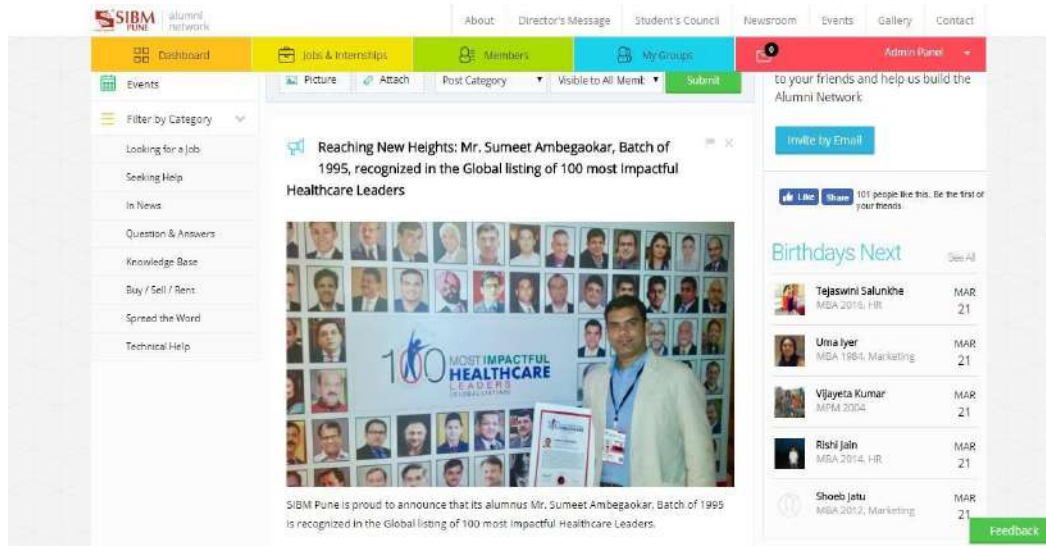 SIBM PUNE alumni network
About Director's Message Student's Council Newsroom Events Gallery Contact
Dashboard Jobs & Internships Members My Groups 0 Admin Panel
Events
Filter by Category
Looking for a Job
Seeking Help
In News
Question & Answers
Knowledge Base
Buy / Sell / Rent
Spread the Word
Technical Help
Picture Attach Post Category Visible to All Memb Submit
Reaching New Heights: Mr. Sumeet Ambegaokar, Batch of
1995, recognized in the Global listing of 100 most Impactful
Healthcare Leaders
100 MOST IMPACTFUL
HEALTHCARE
LEADERS
SIBM Pune is proud to announce that its alumnus Mr. Sumeet Ambegaokar, Batch of 1995
is recognized in the Global listing of 100 most Impactful Healthcare Leaders.
to your friends and help us build the
Alumni Network
Invite by Email
Like Share 101 people like this. Be the first of
your friends.
Birthdays Next See All
Tejaswini Salunkhe MAR
MBA 2016, HR 21
Uma Iyer MAR
MBA 1984, Marketing 21
Vijayeta Kumar MAR
MPM 2004 21
Rishi Jain MAR
MBA 2014, HR 21
Shoeb Jatu MAR
MBA 2012, Marketing 21
Feedback